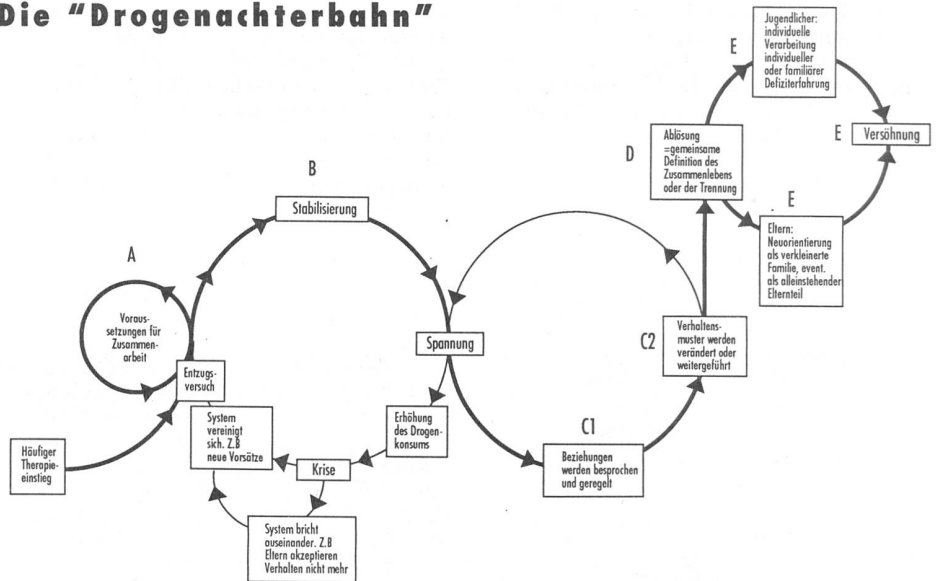 Die “Drogenachterbahn”
A
Voraus-
setzungen für
Zusammen-
arbeit
Häufiger
Therapie-
einstieg
Entzugs-
versuch
B
Stabilisierung
Spannung
Erhöhung
des Drogen-
konsums
Krise
System
vereinigt
sich. Z.B
neue Vorsätze
System bricht
auseinander. Z.B
Eltern akzeptieren
Verhalten nicht mehr
C1
Beziehungen
werden besprochen
und geregelt
C2
Verhaltens-
muster werden
verändert oder
weitergeführt
D
Ablösung
=gemeinsame
Definition des
Zusammenlebens
oder der Trennung
E
Jugendlicher:
individuelle
Verarbeitung
individueller
oder familiärer
Defiziterfahrung
E
Eltern:
Neuorientierung
als verkleinerte
Familie, event.
als alleinstehender
Elternteil
E
Versöhnung